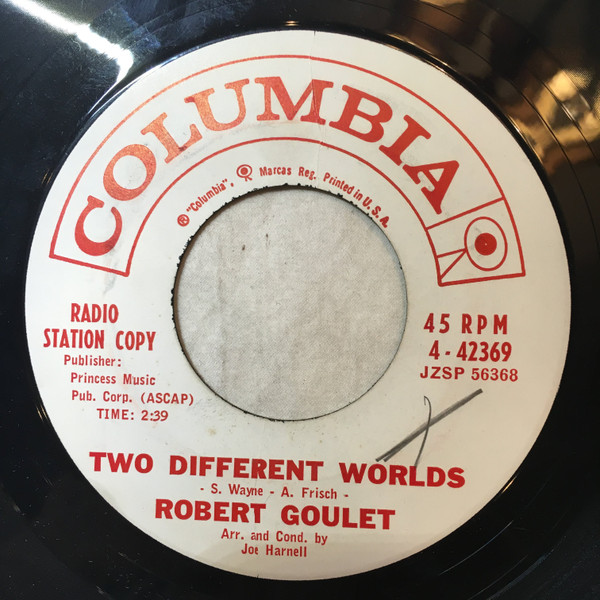 COLUMBIA
® "Columbia", Marcas Reg. Printed in U.S.A.
RADIO
STATION COPY
Publisher:
Princess Music
Pub. Corp. (ASCAP)
TIME: 2:39
45 RPM
4-42369
JZSP 56368
TWO DIFFERENT WORLDS
- S. Wayne - A. Frisch -
ROBERT GOULET
Arr. and Cond. by
Joe Harnell